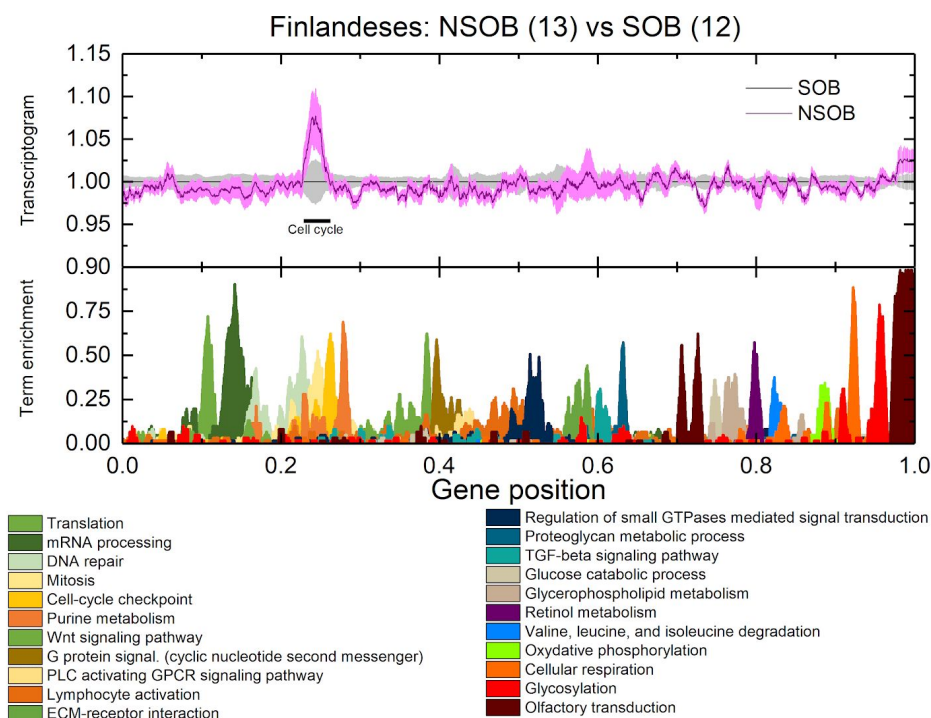 Finlandeses: NSOB (13) vs SOB (12)
1.15
1.10
1.05
1.00
0.95
0.90
Transcriptogram
SOB
NSOB
Cell cycle
0.75
0.50
0.25
0.00
Term enrichment
0.0 0.2 0.4 0.6 0.8 1.0
Gene position
Translation
mRNA processing
DNA repair
Mitosis
Cell-cycle checkpoint
Purine metabolism
Wnt signaling pathway
G protein signal. (cyclic nucleotide second messenger)
PLC activating GPCR signaling pathway
Lymphocyte activation
ECM-receptor interaction
Regulation of small GTPases mediated signal transduction
Proteoglycan metabolic process
TGF-beta signaling pathway
Glucose catabolic process
Glycerophospholipid metabolism
Retinol metabolism
Valine, leucine, and isoleucine degradation
Oxydative phosphorylation
Cellular respiration
Glycosylation
Olfactory transduction